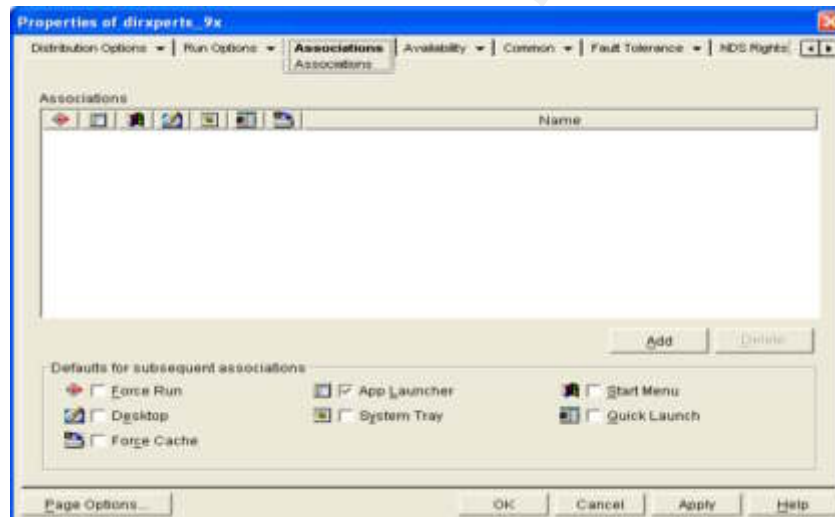 Properties of dirxperts_9x
Distribution Options Run Options Associations Availability Common Fault Tolerance NDS Rights
Associations
Associations
Name
Add Delete
Defaults for subsequent associations
Force Run App Launcher Start Menu
Desktop System Tray Quick Launch
Force Cache
Page Options... OK Cancel Apply Help